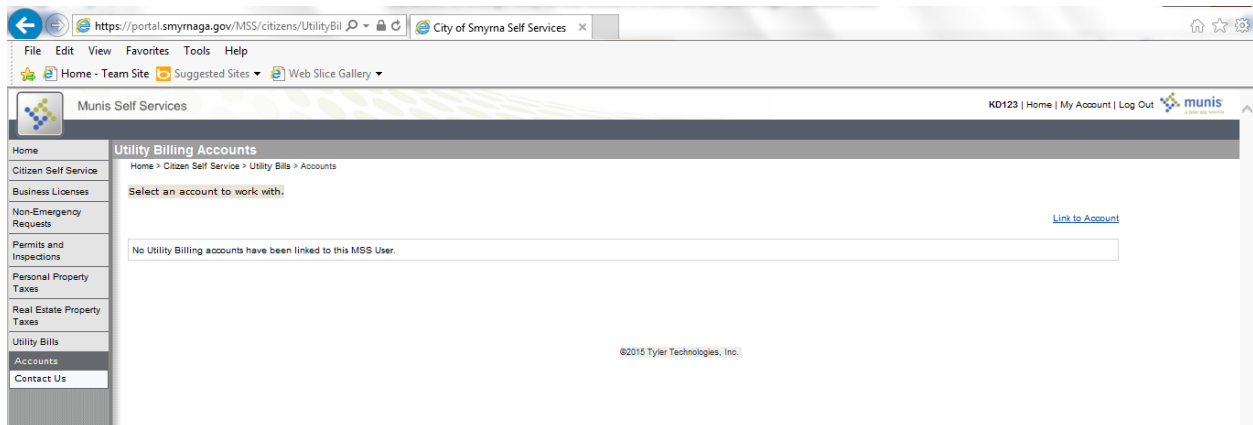 https://portal.smyrnaga.gov/MSS/citizens/UtilityBil
City of Smyrna Self Services
File Edit View Favorites Tools Help
Home - Team Site Suggested Sites Web Slice Gallery
Munis Self Services
KD123 | Home | My Account | Log Out munis
Home
Citizen Self Service
Business Licenses
Non-Emergency
Requests
Permits and
Inspections
Personal Property
Taxes
Real Estate Property
Taxes
Utility Bills
Accounts
Contact Us
Utility Billing Accounts
Home > Citizen Self Service > Utility Bills > Accounts
Select an account to work with.
Link to Account
No Utility Billing accounts have been linked to this MSS User.
©2015 Tyler Technologies, Inc.